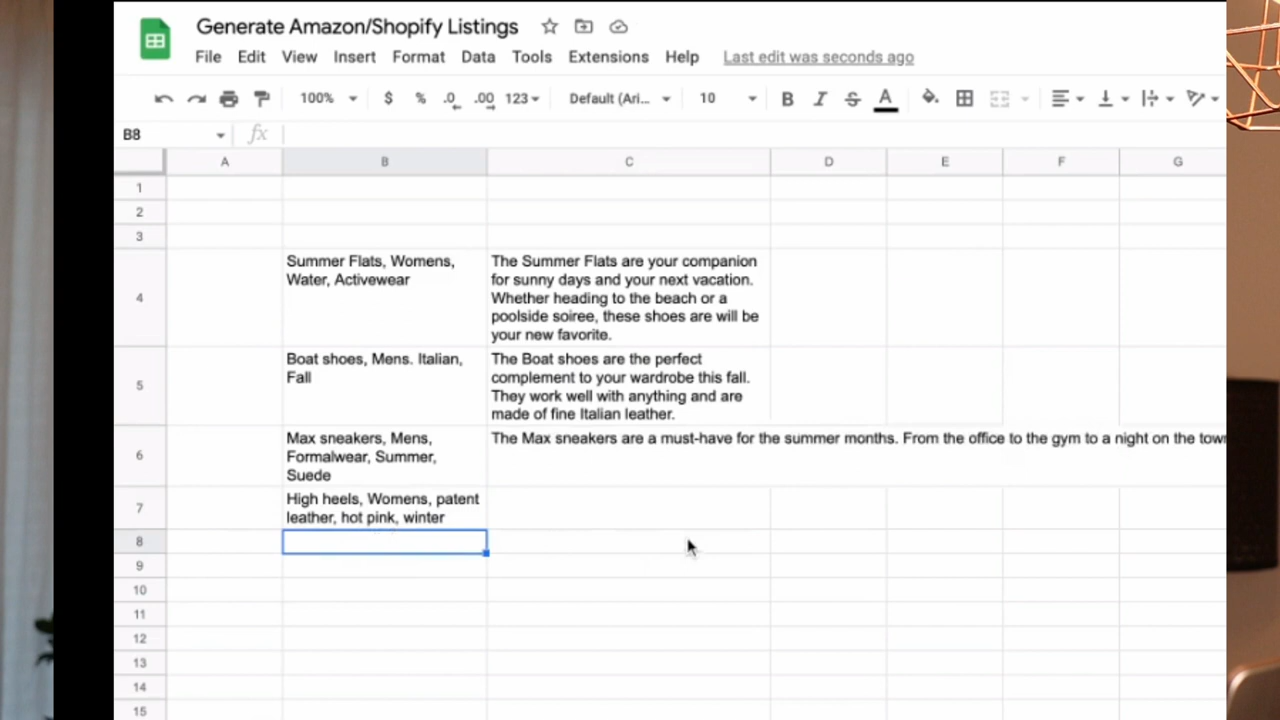 Generate Amazon/Shopify Listings
File Edit View Insert Format Data Tools Extensions Help Last edit was seconds ago
100% $ % .0 .00 123 Default (Ari... 10 B I S A
B8 fx
A B C D E F G
1
2
3
4
Summer Flats, Womens,
Water, Activewear
The Summer Flats are your companion
for sunny days and your next vacation.
Whether heading to the beach or a
poolside soiree, these shoes are will be
your new favorite.
5
Boat shoes, Mens. Italian,
Fall
The Boat shoes are the perfect
complement to your wardrobe this fall.
They work well with anything and are
made of fine Italian leather.
6
Max sneakers, Mens,
Formalwear, Summer,
Suede
The Max sneakers are a must-have for the summer months. From the office to the gym to a night on the town
7
High heels, Womens, patent
leather, hot pink, winter
8
9
10
11
12
13
14
15